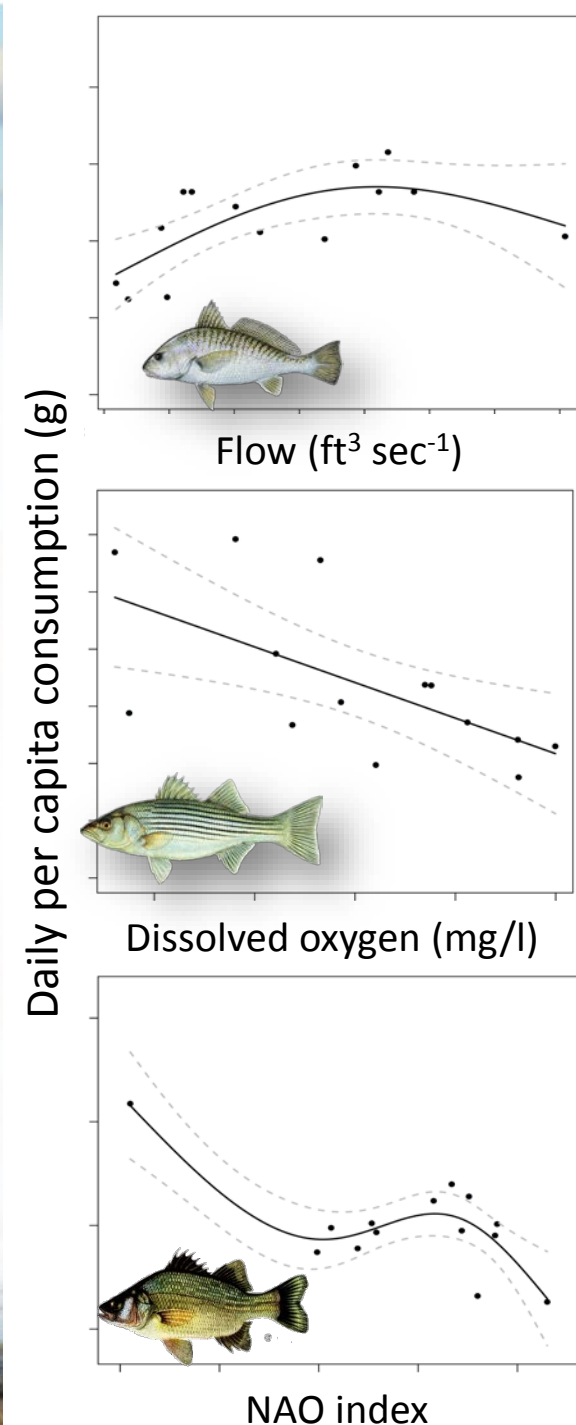 Daily per capita consumption (g)
Flow (ft³ sec⁻¹)
Dissolved oxygen (mg/l)
NAO index